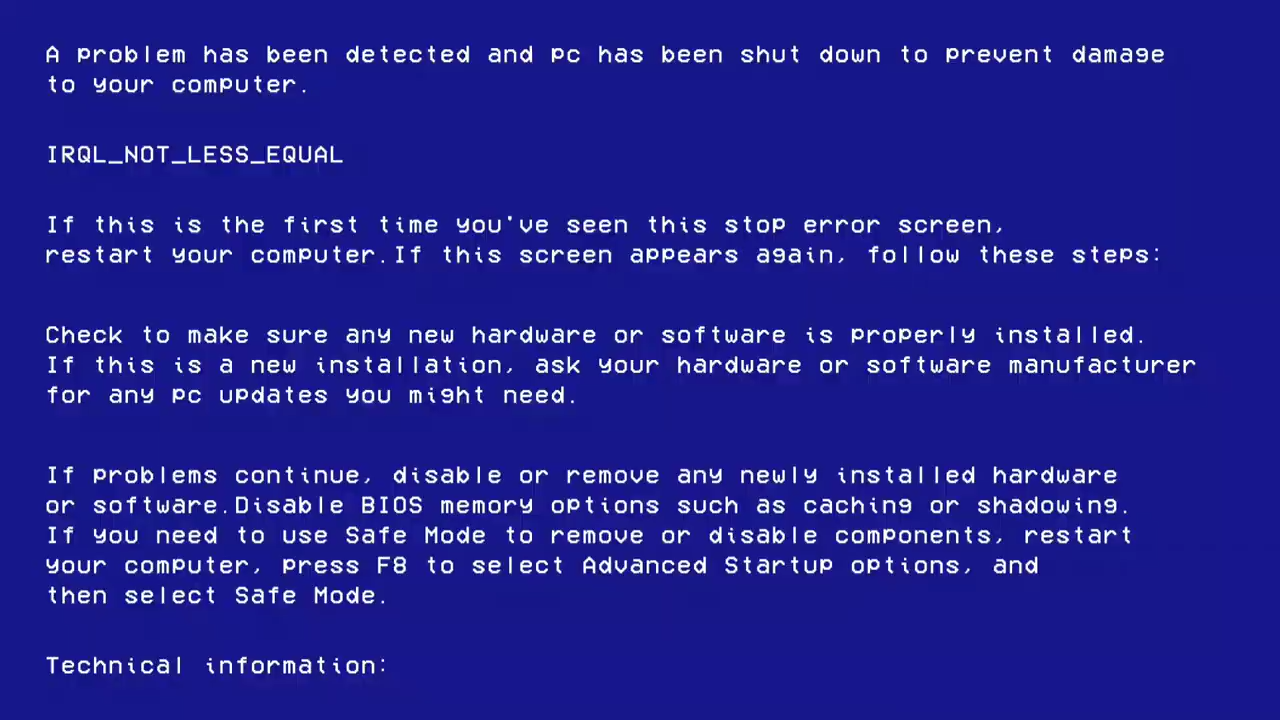 A problem has been detected and pc has been shut down to prevent damage
to your computer.
IRQL_NOT_LESS_EQUAL
If this is the first time you've seen this stop error screen,
restart your computer.If this screen appears again, follow these steps:
Check to make sure any new hardware or software is properly installed.
If this is a new installation, ask your hardware or software manufacturer
for any pc updates you might need.
If problems continue, disable or remove any newly installed hardware
or software.Disable BIOS memory options such as caching or shadowing.
If you need to use Safe Mode to remove or disable components, restart
your computer, press F8 to select Advanced Startup options, and
then select Safe Mode.
Technical information: